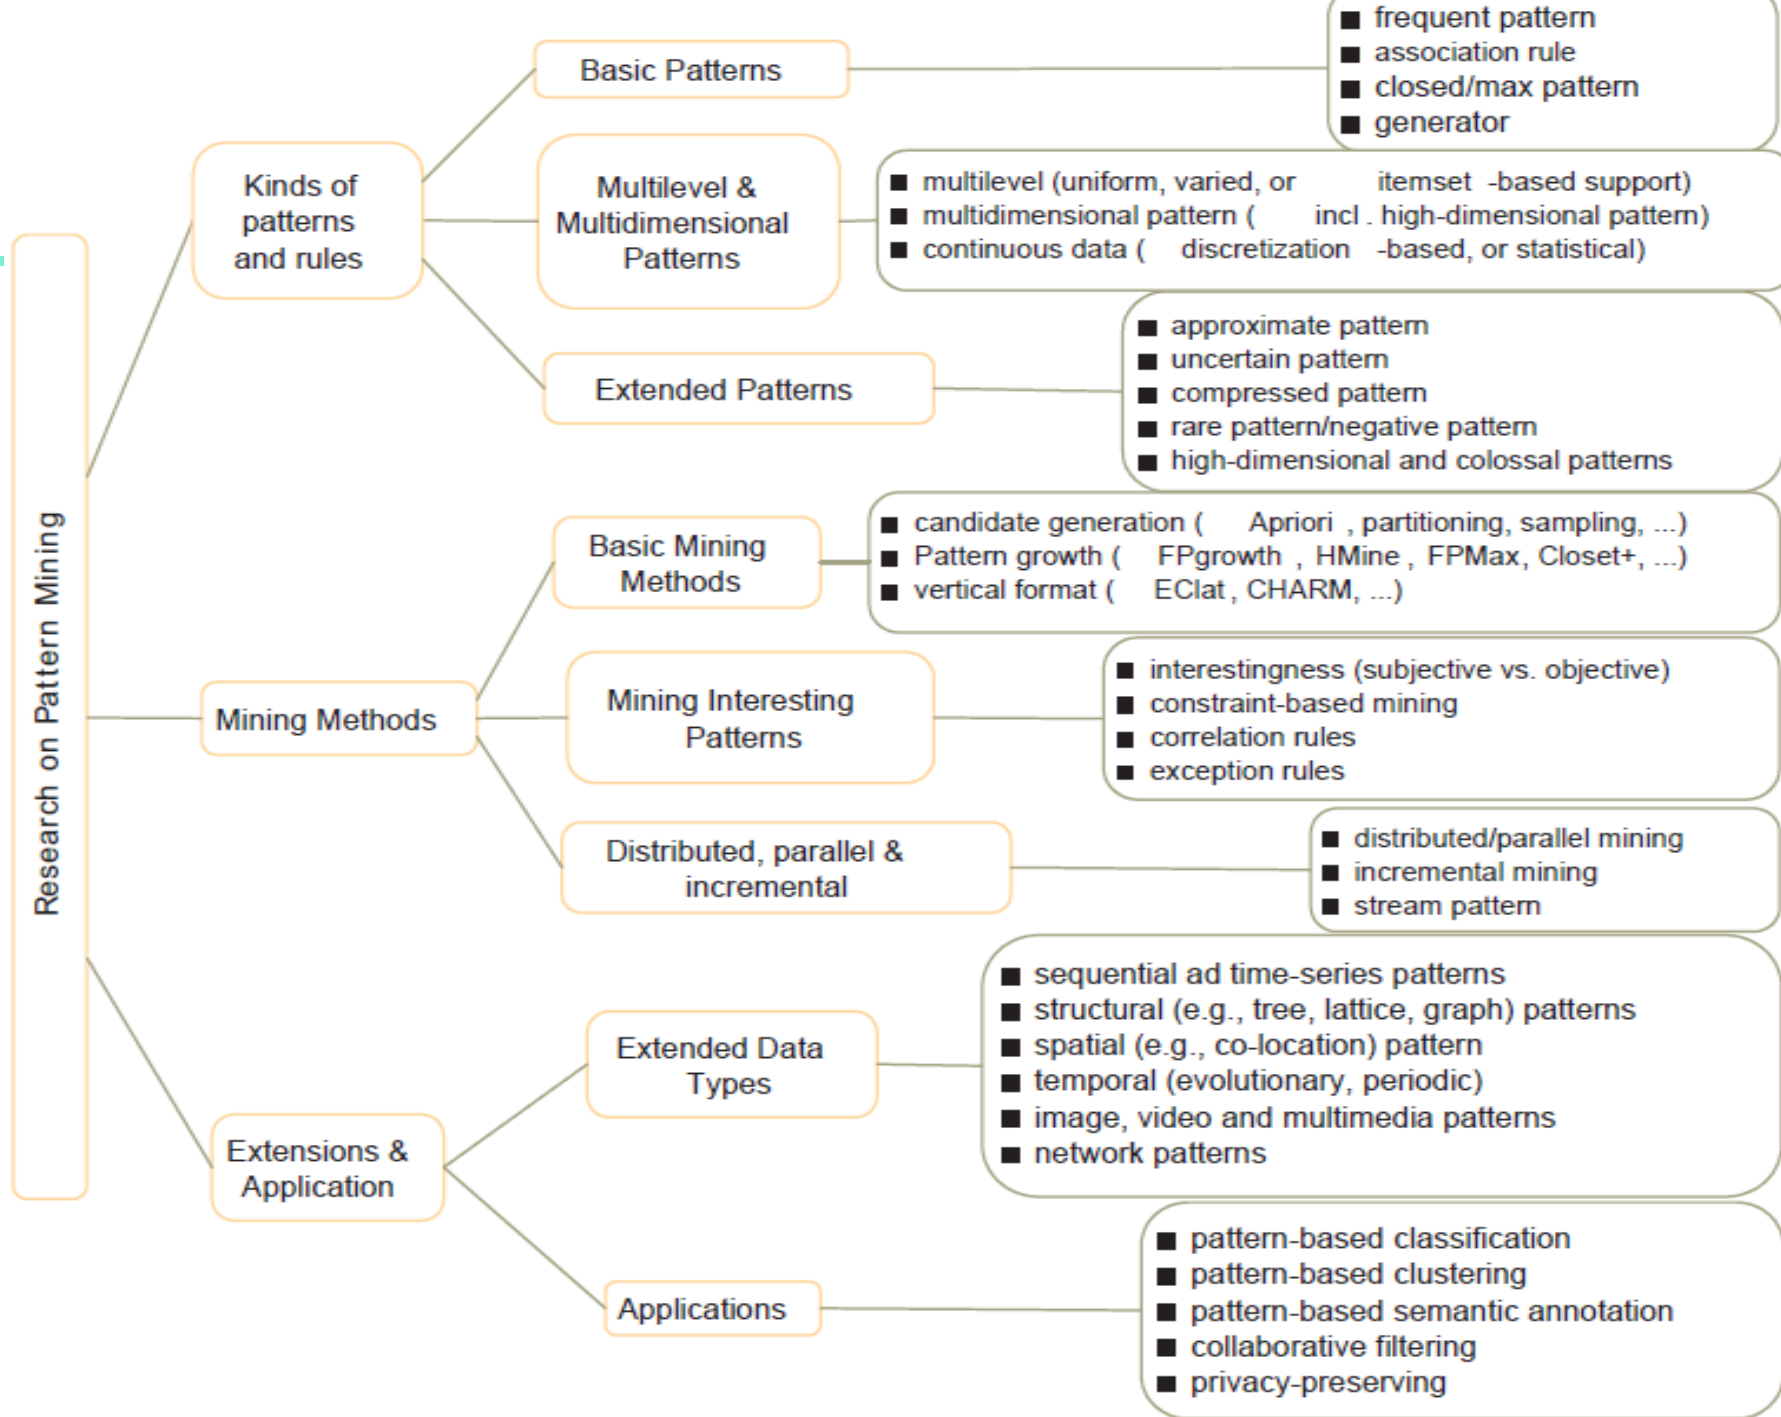 Research on Pattern Mining
Kinds of
patterns
and rules
Basic Patterns
■ frequent pattern
■ association rule
■ closed/max pattern
■ generator
Multilevel &
Multidimensional
Patterns
■ multilevel (uniform, varied, or itemset -based support)
■ multidimensional pattern ( incl . high-dimensional pattern)
■ continuous data ( discretization -based, or statistical)
Extended Patterns
■ approximate pattern
■ uncertain pattern
■ compressed pattern
■ rare pattern/negative pattern
■ high-dimensional and colossal patterns
Mining Methods
Basic Mining
Methods
■ candidate generation ( Apriori , partitioning, sampling, ...)
■ Pattern growth ( FPgrowth , HMine , FPMax, Closet+, ...)
■ vertical format ( EClat , CHARM, ...)
Mining Interesting
Patterns
■ interestingness (subjective vs. objective)
■ constraint-based mining
■ correlation rules
■ exception rules
Distributed, parallel &
incremental
■ distributed/parallel mining
■ incremental mining
■ stream pattern
Extensions &
Application
Extended Data
Types
■ sequential ad time-series patterns
■ structural (e.g., tree, lattice, graph) patterns
■ spatial (e.g., co-location) pattern
■ temporal (evolutionary, periodic)
■ image, video and multimedia patterns
■ network patterns
Applications
■ pattern-based classification
■ pattern-based clustering
■ pattern-based semantic annotation
■ collaborative filtering
■ privacy-preserving